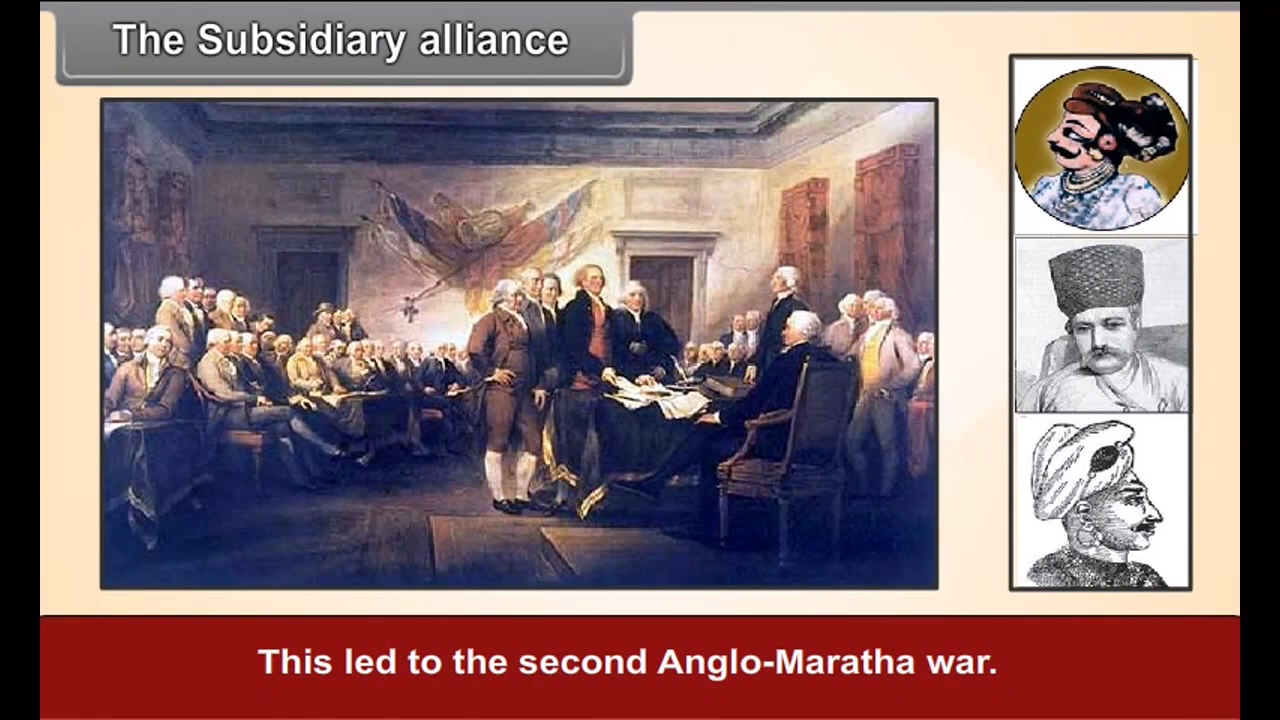 The Subsidiary alliance
This led to the second Anglo-Maratha war.